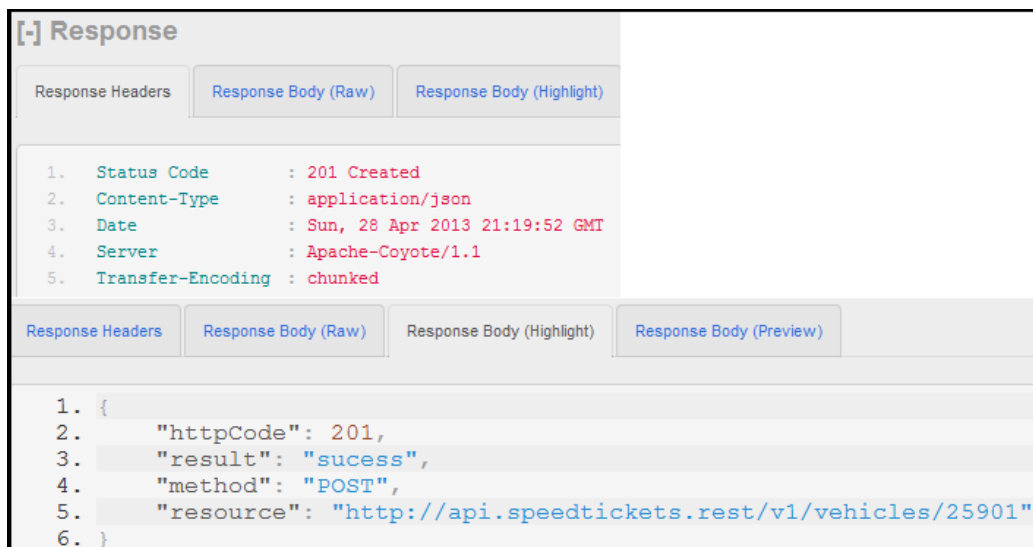 [-] Response
Response Headers Response Body (Raw) Response Body (Highlight)
1. Status Code : 201 Created
2. Content-Type : application/json
3. Date : Sun, 28 Apr 2013 21:19:52 GMT
4. Server : Apache-Coyote/1.1
5. Transfer-Encoding : chunked
Response Headers Response Body (Raw) Response Body (Highlight) Response Body (Preview)
1. {
2. "httpCode": 201,
3. "result": "sucess",
4. "method": "POST",
5. "resource": "http://api.speedtickets.rest/v1/vehicles/25901"
6. }